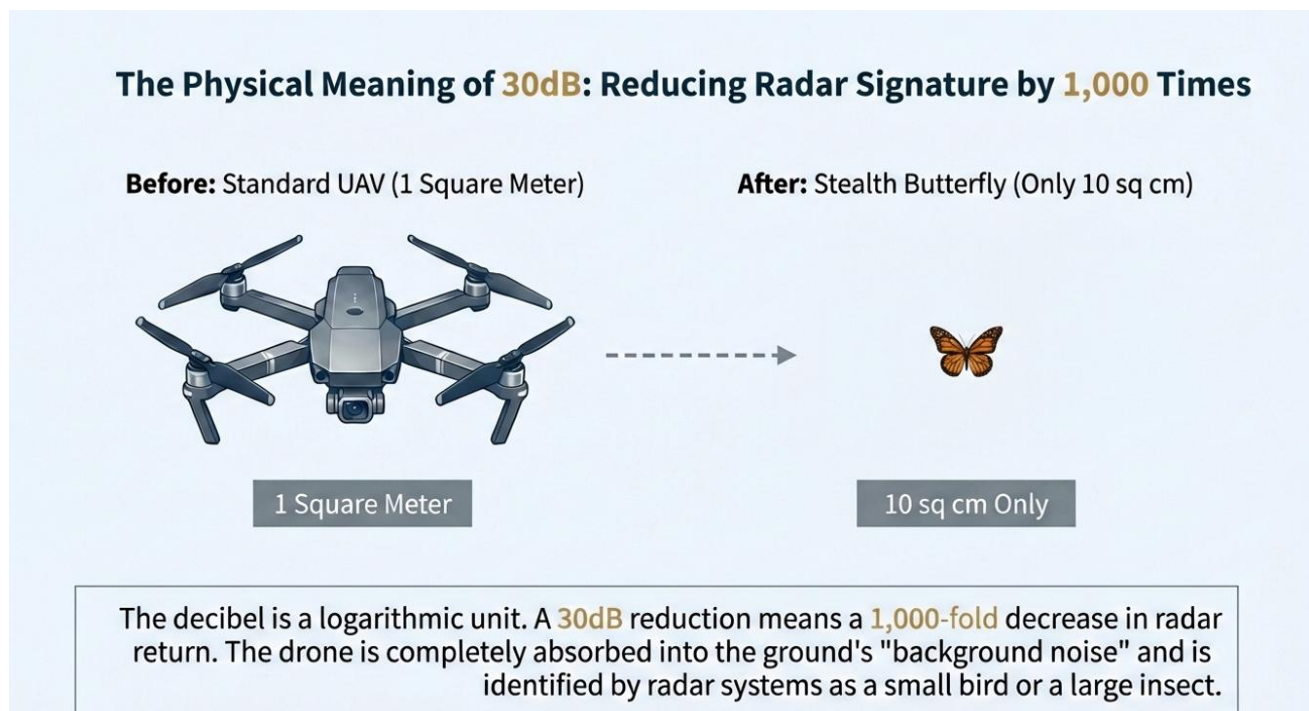 The Physical Meaning of 30dB: Reducing Radar Signature by 1,000 Times
Before: Standard UAV (1 Square Meter)
After: Stealth Butterfly (Only 10 sq cm)
1 Square Meter
10 sq cm Only
The decibel is a logarithmic unit. A 30dB reduction means a 1,000-fold decrease in radar
return. The drone is completely absorbed into the ground's "background noise" and is
identified by radar systems as a small bird or a large insect.